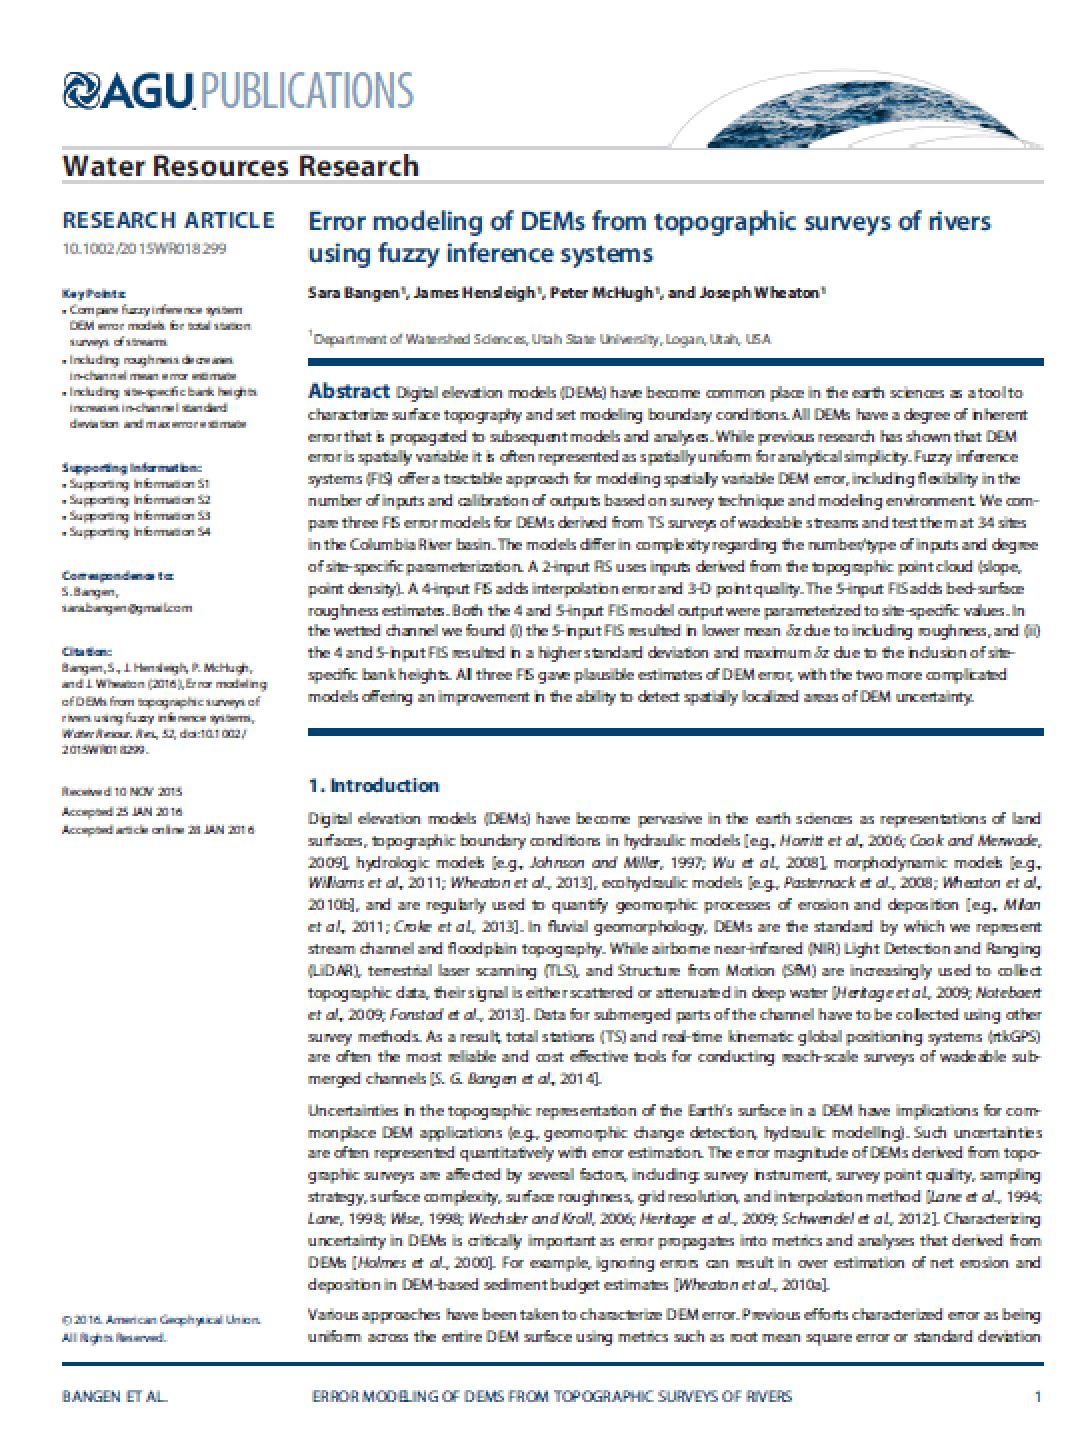 AGU PUBLICATIONS
Water Resources Research
RESEARCH ARTICLE
10.1002/2015WR018299
Key Points:
• Compare fuzzy inference system
DEM error models for total station
surveys of streams
• Including roughness decreases
in-channel mean error estimate
• Including site-specific bank heights
increases in-channel standard
deviation and max error estimate
Supporting Information:
• Supporting Information S1
• Supporting Information S2
• Supporting Information S3
• Supporting Information S4
Correspondence to:
S. Bangen,
sara.bangen@gmail.com
Citation:
Bangen, S., J. Hensleigh, P. McHugh,
and J. Wheaton (2016), Error modeling
of DEMs from topographic surveys of
rivers using fuzzy inference systems,
Water Resour. Res., 52, doi:10.1002/
2015WR018299.
Received 10 NOV 2015
Accepted 25 JAN 2016
Accepted article online 28 JAN 2016
© 2016. American Geophysical Union.
All Rights Reserved.
Error modeling of DEMs from topographic surveys of rivers
using fuzzy inference systems
Sara Bangen¹, James Hensleigh¹, Peter McHugh¹, and Joseph Wheaton¹
¹Department of Watershed Sciences, Utah State University, Logan, Utah, USA
Abstract Digital elevation models (DEMs) have become common place in the earth sciences as a tool to
characterize surface topography and set modeling boundary conditions. All DEMs have a degree of inherent
error that is propagated to subsequent models and analyses. While previous research has shown that DEM
error is spatially variable it is often represented as spatially uniform for analytical simplicity. Fuzzy inference
systems (FIS) offer a tractable approach for modeling spatially variable DEM error, including flexibility in the
number of inputs and calibration of outputs based on survey technique and modeling environment. We com-
pare three FIS error models for DEMs derived from TS surveys of wadeable streams and test them at 34 sites
in the Columbia River basin. The models differ in complexity regarding the number/type of inputs and degree
of site-specific parameterization. A 2-input FIS uses inputs derived from the topographic point cloud (slope,
point density). A 4-input FIS adds interpolation error and 3-D point quality. The 5-input FIS adds bed-surface
roughness estimates. Both the 4 and 5-input FIS model output were parameterized to site-specific values. In
the wetted channel we found (i) the 5-input FIS resulted in lower mean δz due to including roughness, and (ii)
the 4 and 5-input FIS resulted in a higher standard deviation and maximum δz due to the inclusion of site-
specific bank heights. All three FIS gave plausible estimates of DEM error, with the two more complicated
models offering an improvement in the ability to detect spatially localized areas of DEM uncertainty.
1. Introduction
Digital elevation models (DEMs) have become pervasive in the earth sciences as representations of land
surfaces, topographic boundary conditions in hydraulic models [e.g., Horritt et al., 2006; Cook and Merwade,
2009], hydrologic models [e.g., Johnson and Miller, 1997; Wu et al., 2008], morphodynamic models [e.g.,
Williams et al., 2011; Wheaton et al., 2013], ecohydraulic models [e.g., Pasternack et al., 2008; Wheaton et al.,
2010b], and are regularly used to quantify geomorphic processes of erosion and deposition [e.g., Milan
et al., 2011; Croke et al., 2013]. In fluvial geomorphology, DEMs are the standard by which we represent
stream channel and floodplain topography. While airborne near-infrared (NIR) Light Detection and Ranging
(LiDAR), terrestrial laser scanning (TLS), and Structure from Motion (SfM) are increasingly used to collect
topographic data, their signal is either scattered or attenuated in deep water [Heritage et al., 2009; Notebaert
et al., 2009; Fonstad et al., 2013]. Data for submerged parts of the channel have to be collected using other
survey methods. As a result, total stations (TS) and real-time kinematic global positioning systems (rtkGPS)
are often the most reliable and cost effective tools for conducting reach-scale surveys of wadeable sub-
merged channels [S. G. Bangen et al., 2014].
Uncertainties in the topographic representation of the Earth's surface in a DEM have implications for com-
monplace DEM applications (e.g., geomorphic change detection, hydraulic modelling). Such uncertainties
are often represented quantitatively with error estimation. The error magnitude of DEMs derived from topo-
graphic surveys are affected by several factors, including: survey instrument, survey point quality, sampling
strategy, surface complexity, surface roughness, grid resolution, and interpolation method [Lane et al., 1994;
Lane, 1998; Wise, 1998; Wechsler and Kroll, 2006; Heritage et al., 2009; Schwendel et al., 2012]. Characterizing
uncertainty in DEMs is critically important as error propagates into metrics and analyses that derived from
DEMs [Holmes et al., 2000]. For example, ignoring errors can result in over estimation of net erosion and
deposition in DEM-based sediment budget estimates [Wheaton et al., 2010a].
Various approaches have been taken to characterize DEM error. Previous efforts characterized error as being
uniform across the entire DEM surface using metrics such as root mean square error or standard deviation
BANGEN ET AL.
ERROR MODELING OF DEMS FROM TOPOGRAPHIC SURVEYS OF RIVERS
1